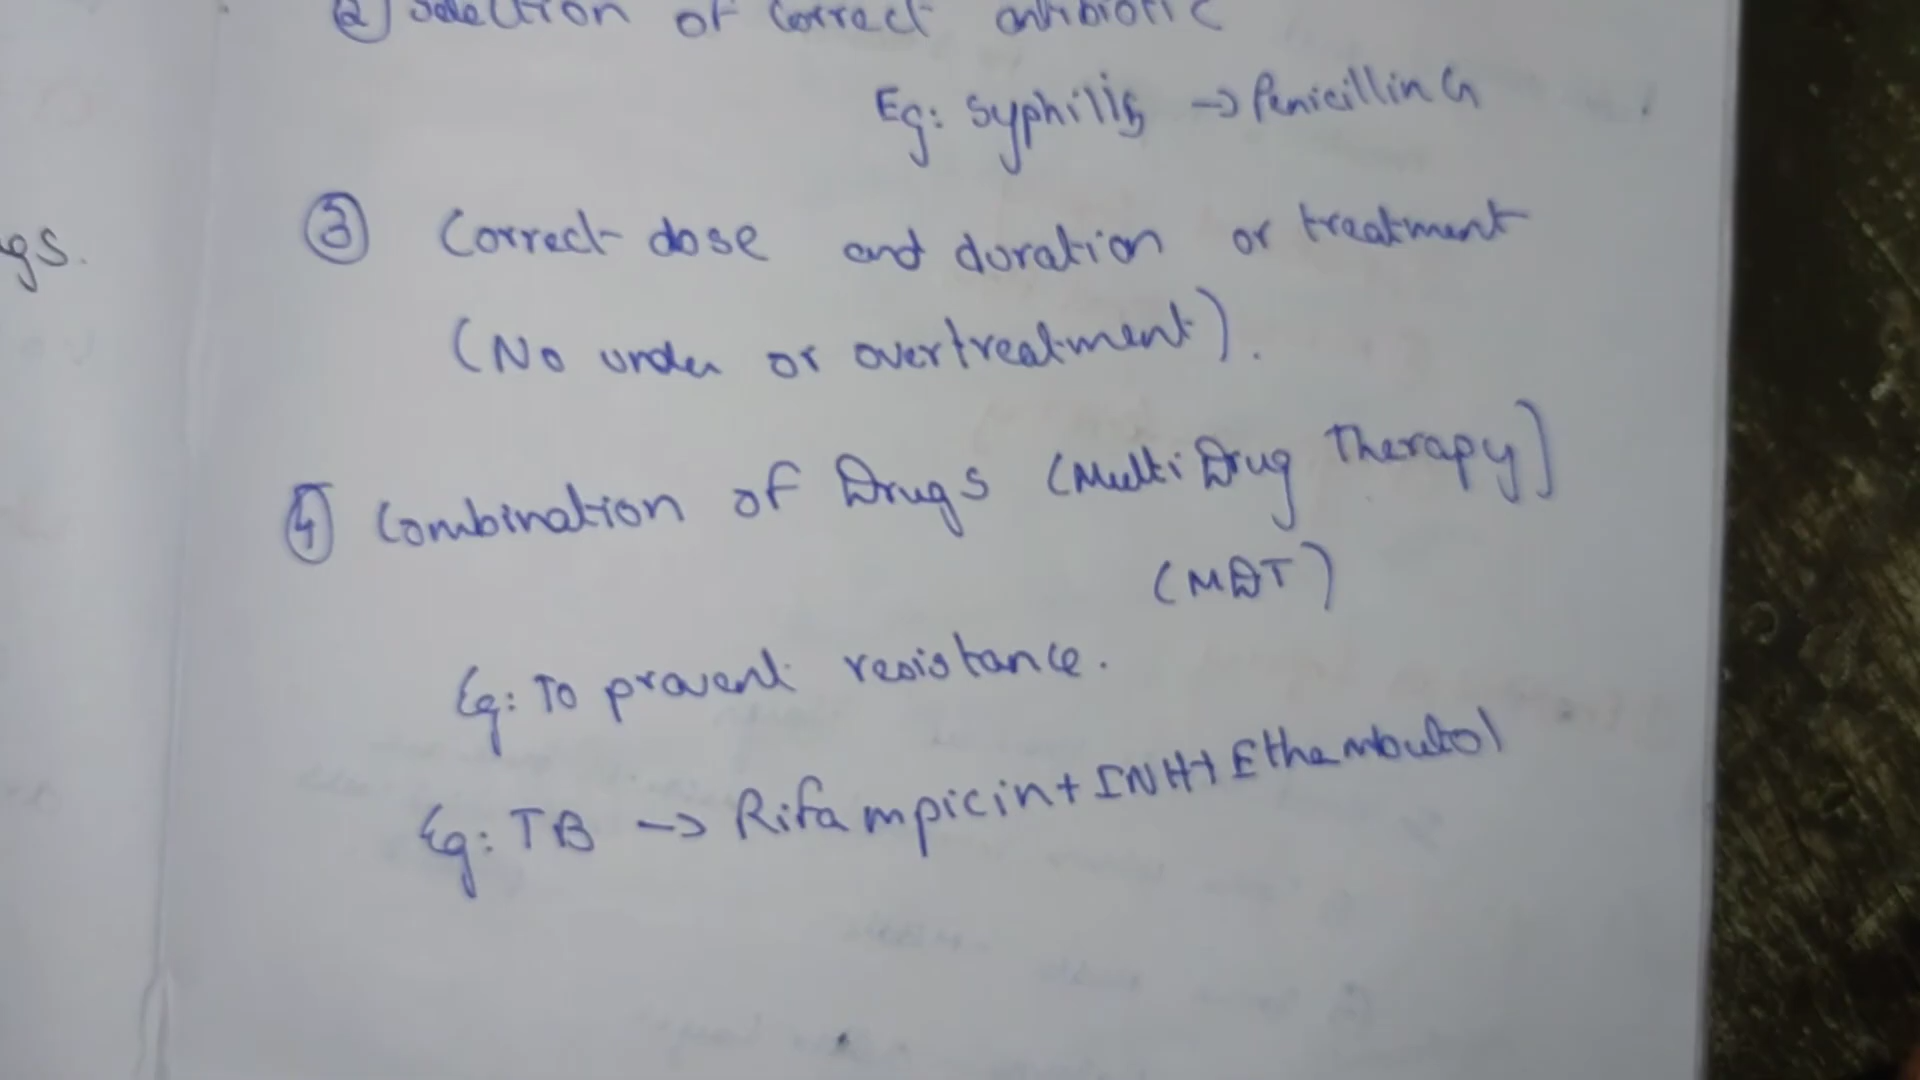 ② Selection of correct antibiotic
Eg: Syphilis → Penicillin G
gs.
③ Correct dose and duration or treatment
(No under or overtreatment).
④ Combination of Drugs (Multi Drug Therapy)
(MDT)
Eg: To prevent resistance.
Eg: TB → Rifampicin + INH + Ethambutol